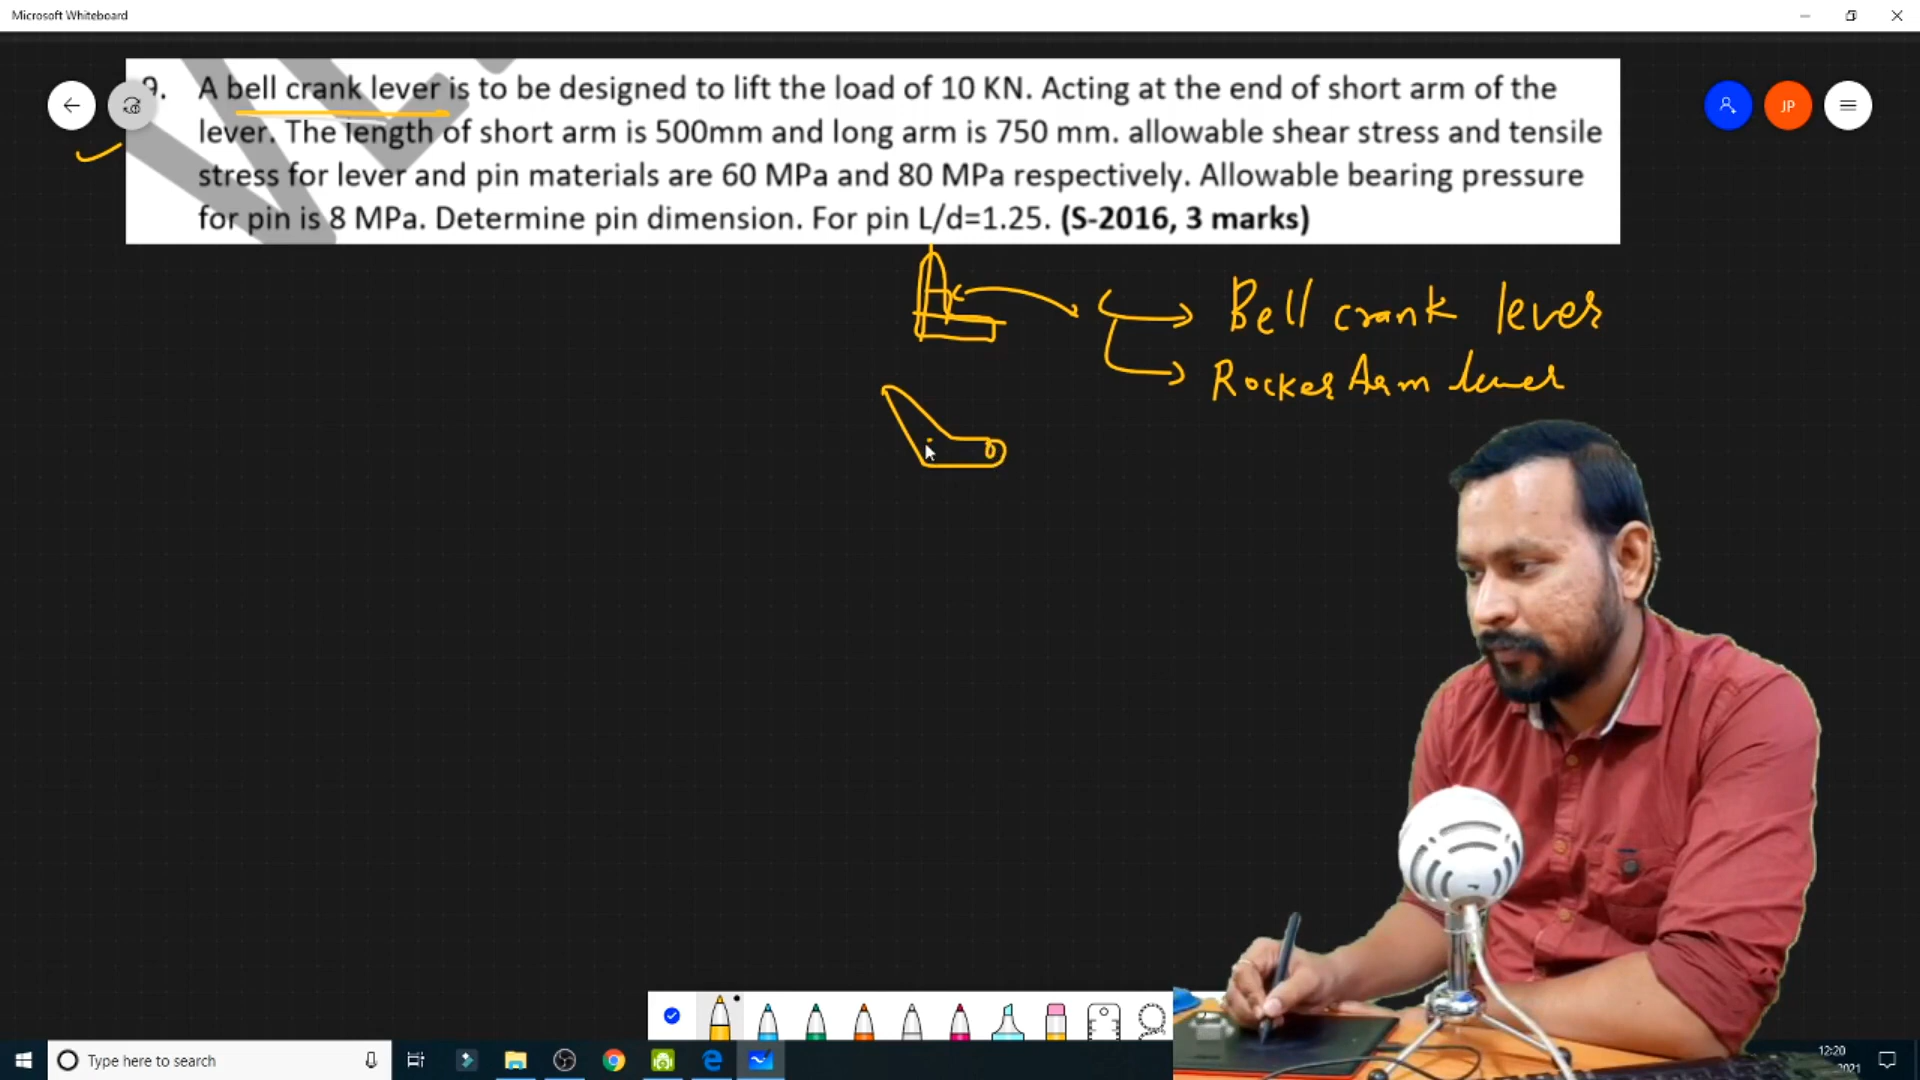 Microsoft Whiteboard
9. A bell crank lever is to be designed to lift the load of 10 KN. Acting at the end of short arm of the
lever. The length of short arm is 500mm and long arm is 750 mm. allowable shear stress and tensile
stress for lever and pin materials are 60 MPa and 80 MPa respectively. Allowable bearing pressure
for pin is 8 MPa. Determine pin dimension. For pin L/d=1.25. (S-2016, 3 marks)
JP
Bell crank lever
Rocker Arm lever
Type here to search
12:20
2021